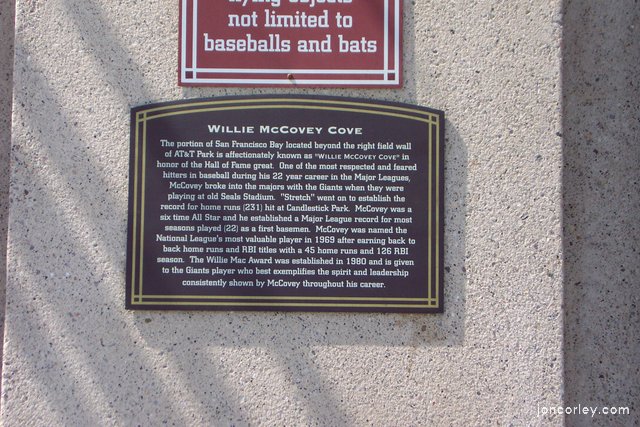 flying objects
not limited to
baseballs and bats
WILLIE MCCOVEY COVE
The portion of San Francisco Bay located beyond the right field wall
of AT&T Park is affectionately known as "WILLIE MCCOVEY COVE" in
honor of the Hall of Fame great. One of the most respected and feared
hitters in baseball during his 22 year career in the Major Leagues,
McCovey broke into the majors with the Giants when they were
playing at old Seals Stadium. "Stretch" went on to establish the
record for home runs (231) hit at Candlestick Park. McCovey was a
six time All Star and he established a Major League record for most
seasons played (22) as a first basemen. McCovey was named the
National League's most valuable player in 1969 after earning back to
back home runs and RBI titles with a 45 home runs and 126 RBI
season. The Willie Mac Award was established in 1980 and is given
to the Giants player who best exemplifies the spirit and leadership
consistently shown by McCovey throughout his career.
joncorley.com